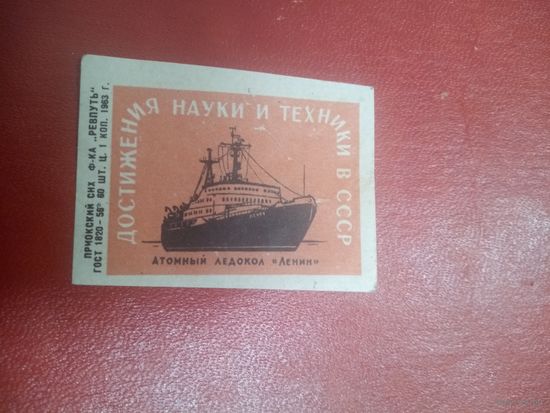 ПРИОКСКИЙ СНХ Ф-КА „РЕВПУТЬ"
ГОСТ 1820-56° 60 ШТ. Ц. 1 КОП. 1963 Г.
ДОСТИЖЕНИЯ НАУКИ И ТЕХНИКИ В СССР
АТОМНЫЙ ЛЕДОКОЛ «ЛЕНИН»